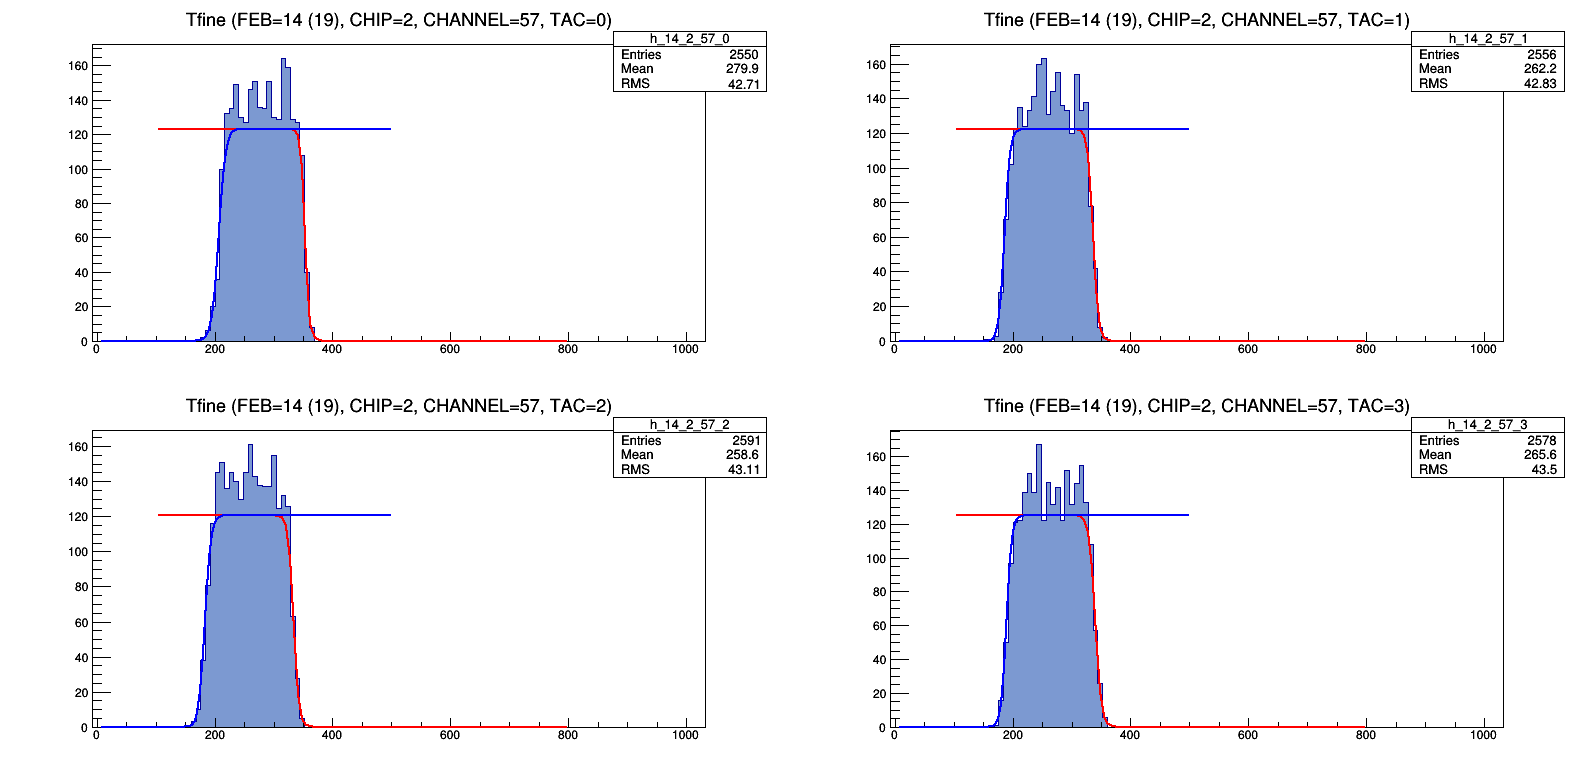 Tfine (FEB=14 (19), CHIP=2, CHANNEL=57, TAC=0)
h_14_2_57_0
Entries 2550
Mean 279.9
RMS 42.71
160
140
120
100
80
60
40
20
0
0 200 400 600 800 1000
Tfine (FEB=14 (19), CHIP=2, CHANNEL=57, TAC=1)
h_14_2_57_1
Entries 2556
Mean 262.2
RMS 42.83
160
140
120
100
80
60
40
20
0
0 200 400 600 800 1000
Tfine (FEB=14 (19), CHIP=2, CHANNEL=57, TAC=2)
h_14_2_57_2
Entries 2591
Mean 258.6
RMS 43.11
160
140
120
100
80
60
40
20
0
0 200 400 600 800 1000
Tfine (FEB=14 (19), CHIP=2, CHANNEL=57, TAC=3)
h_14_2_57_3
Entries 2578
Mean 265.6
RMS 43.5
160
140
120
100
80
60
40
20
0
0 200 400 600 800 1000